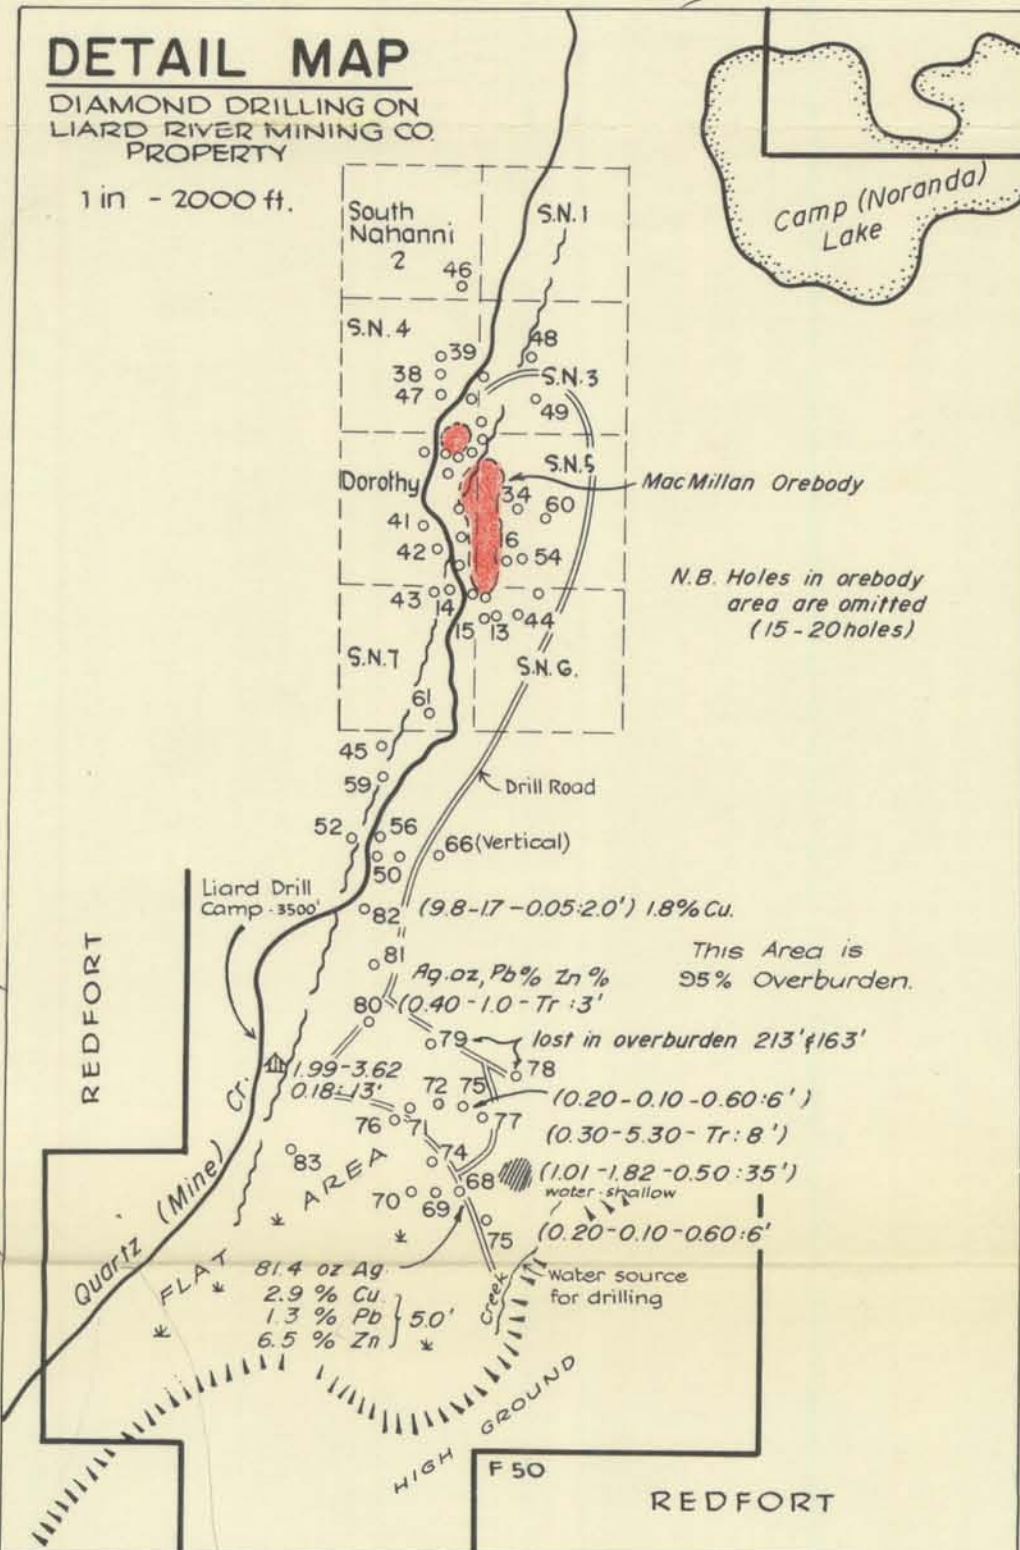 DETAIL MAP
DIAMOND DRILLING ON
LIARD RIVER MINING CO.
PROPERTY
1 in - 2000 ft.
Camp (Noranda)
Lake
South
Nahanni
2
S.N. 1
46
S.N. 4
39
48
38
S.N. 3
47
49
Dorothy
S.N. 5
MacMillan Orebody
34
60
41
6
42
54
N.B. Holes in orebody
area are omitted
(15-20 holes)
43
14
15
13
44
S.N. 7
S.N. 6.
61
45
59
Drill Road
52
56
66 (Vertical)
50
Liard Drill
Camp - 3500'
82
(9.8-1.7-0.05:2.0') 1.8% Cu.
81
This Area is
95% Overburden.
REDFORT
Ag.oz, Pb% Zn%
80
(0.40-1.0-Tr:3'
79
lost in overburden 213' & 163'
78
1.99-3.62
0.18:-13'
72
75
(0.20-0.10-0.60:6')
76
71
77
(0.30-5.30-Tr:8')
74
83
68
(1.01-1.82-0.50:35')
water shallow
70
69
75
(0.20-0.10-0.60:6'
FLAT AREA
Quartz (Mine) Cr.
81.4 oz Ag.
2.9 % Cu
1.3 % Pb
6.5 % Zn
5.0'
Creek
Water source
for drilling
HIGH GROUND
F 50
REDFORT